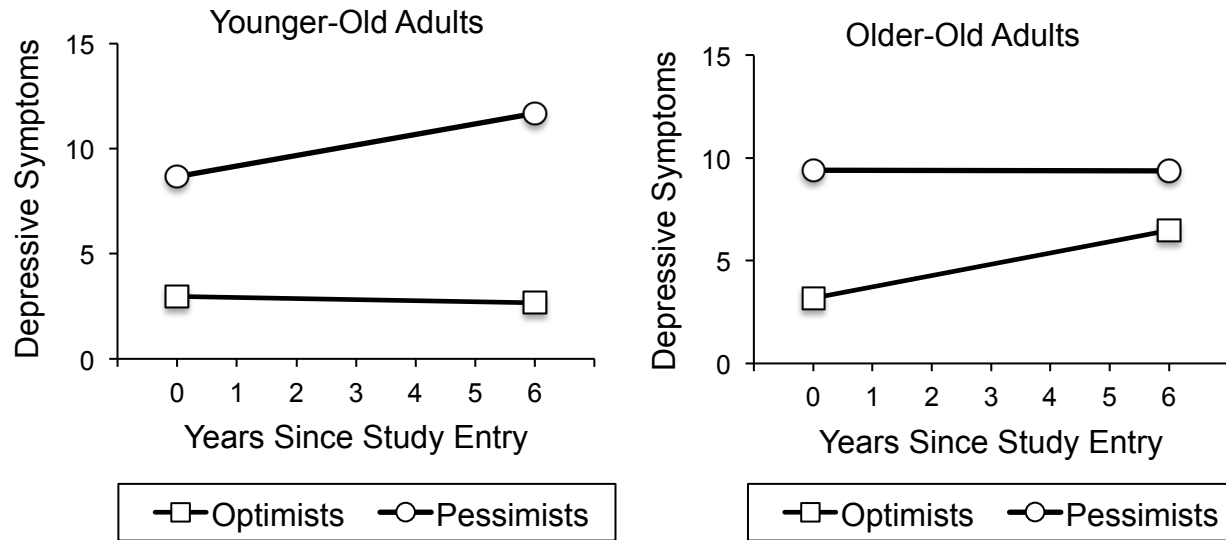 Younger-Old Adults
Depressive Symptoms
15
10
5
0
0 1 2 3 4 5 6
Years Since Study Entry
Optimists Pessimists
Older-Old Adults
Depressive Symptoms
15
10
5
0
0 1 2 3 4 5 6
Years Since Study Entry
Optimists Pessimists